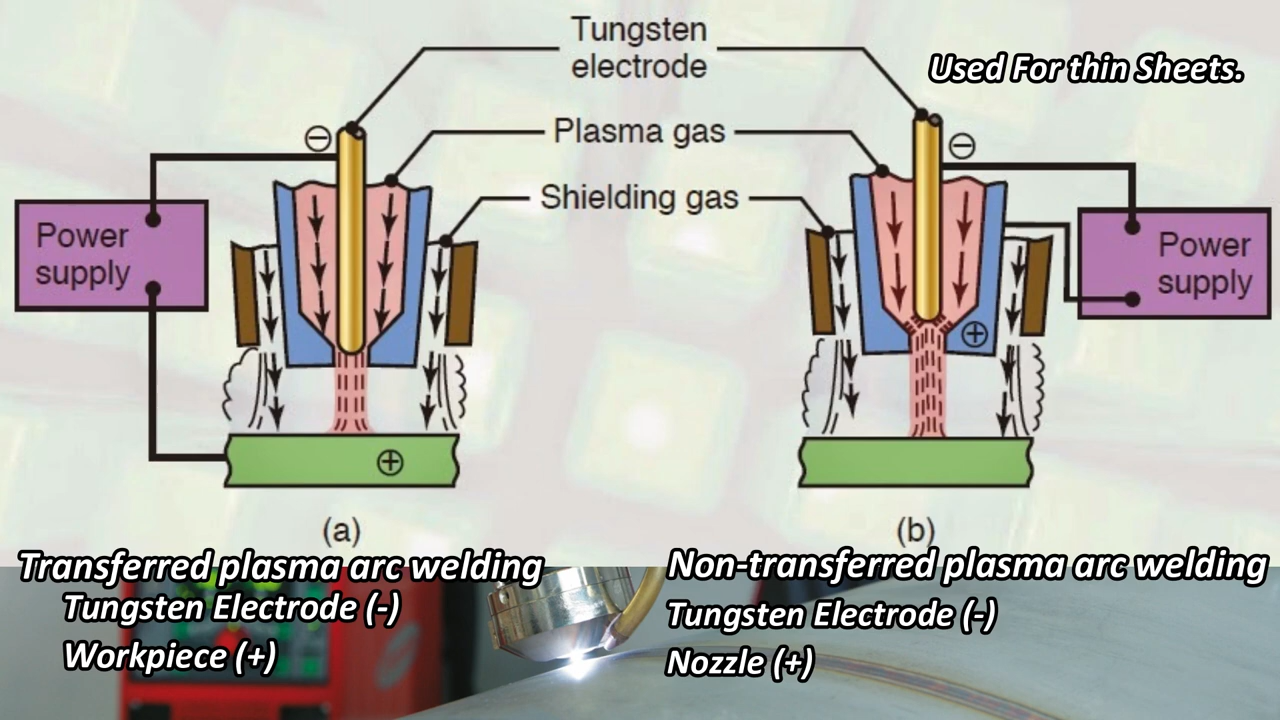 Tungsten
electrode
Used For thin Sheets.
⊖
⊖
Plasma gas
Shielding gas
Power
supply
Power
supply
⊕
⊕
(a)
(b)
Transferred plasma arc welding
Tungsten Electrode (-)
Workpiece (+)
Non-transferred plasma arc welding
Tungsten Electrode (-)
Nozzle (+)